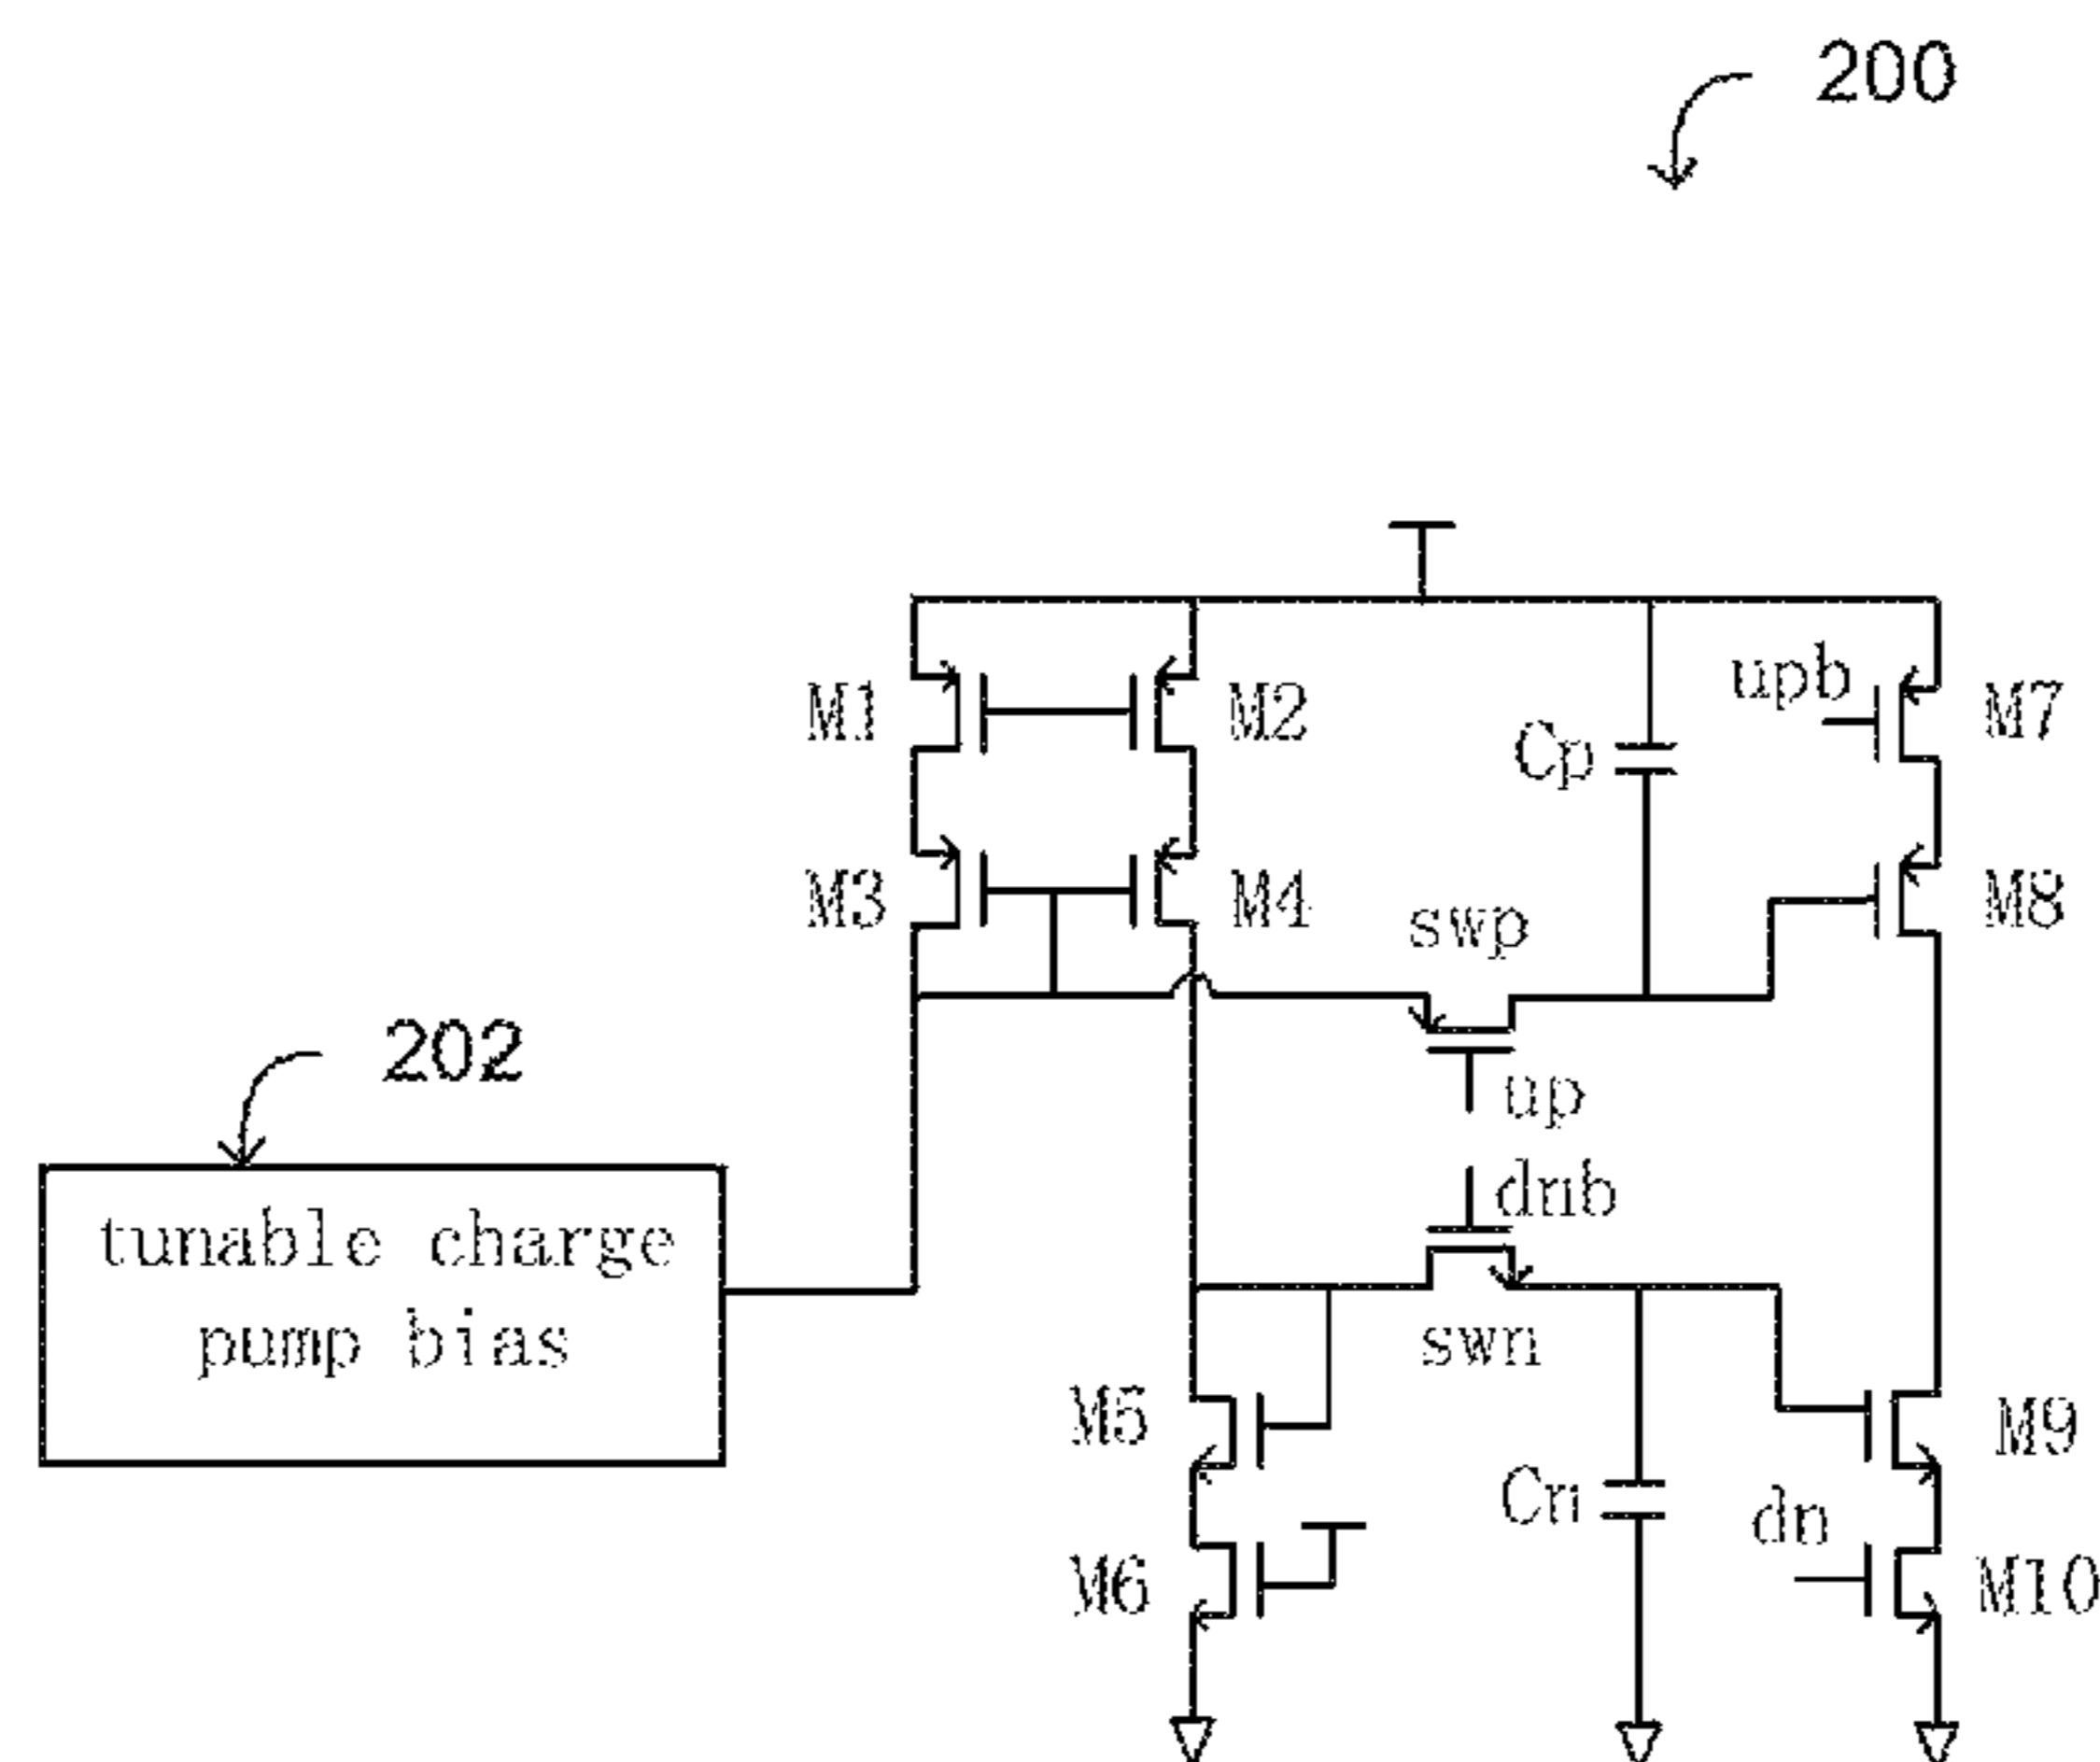 200
upb
M1
M2
M7
Cp
M3
M4
M8
swp
202
up
tunable charge
pump bias
dnb
swn
M5
M9
Cn
dn
M6
M10